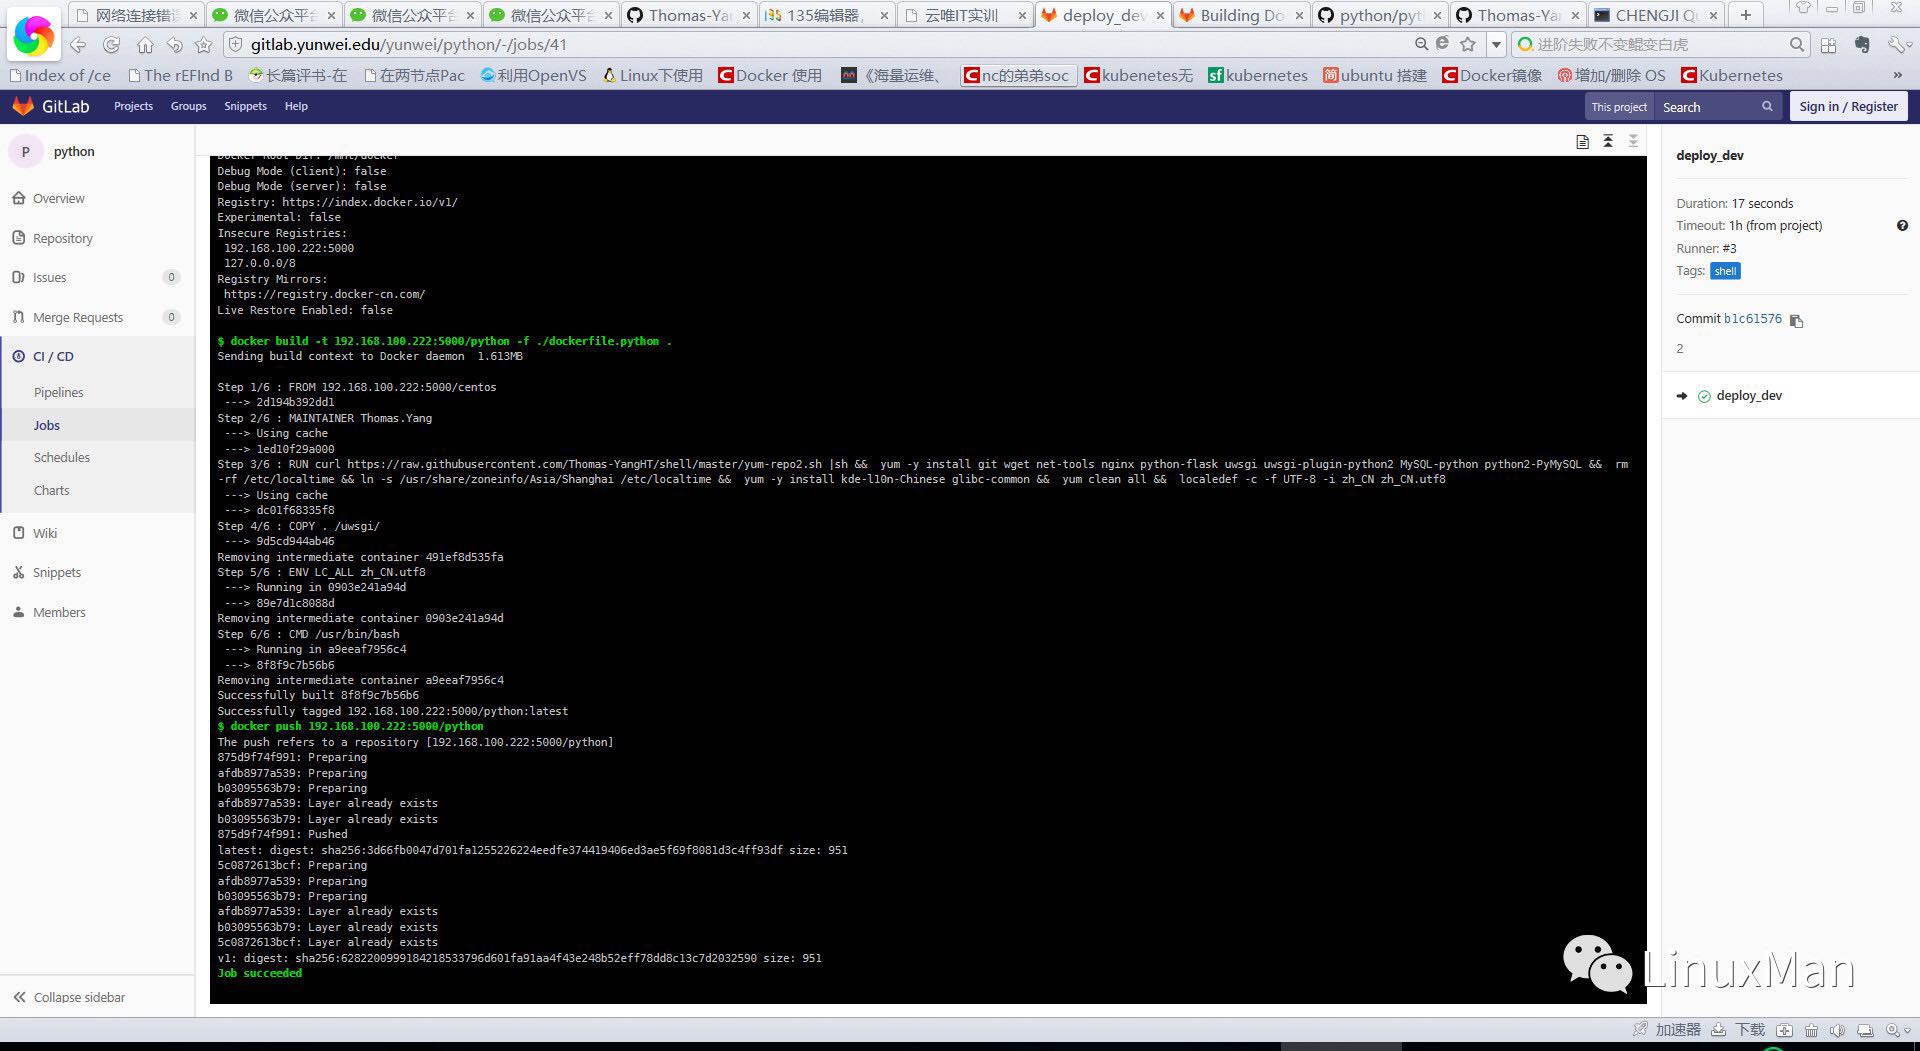 网络连接错误
微信公众平台
微信公众平台
微信公众平台
Thomas-Ya
135编辑器,
云唯IT实训
deploy_dev
Building Do
python/pyt
Thomas-Ya
CHENGJI Q
gitlab.yunwei.edu/yunwei/python/-/jobs/41
进阶失败不变鲲变白虎
Index of /ce
The rEFInd B
长篇评书-在
在两节点Pac
利用OpenVS
Linux下使用
Docker 使用
《海量运维、
nc的弟弟soc
kubenetes无
kubernetes
ubuntu 搭建
Docker镜像
增加/删除 OS
Kubernetes
»
GitLab
Projects
Groups
Snippets
Help
This project
Search
Sign in / Register
P python
Overview
Repository
Issues 0
Merge Requests 0
CI / CD
Pipelines
Jobs
Schedules
Charts
Wiki
Snippets
Members
Collapse sidebar
Docker Root Dir: /mnt/docker
Debug Mode (client): false
Debug Mode (server): false
Registry: https://index.docker.io/v1/
Experimental: false
Insecure Registries:
192.168.100.222:5000
127.0.0.0/8
Registry Mirrors:
https://registry.docker-cn.com/
Live Restore Enabled: false
$ docker build -t 192.168.100.222:5000/python -f ./dockerfile.python .
Sending build context to Docker daemon  1.613MB
Step 1/6 : FROM 192.168.100.222:5000/centos
---> 2d194b392dd1
Step 2/6 : MAINTAINER Thomas.Yang
---> Using cache
---> 1ed10f29a000
Step 3/6 : RUN curl https://raw.githubusercontent.com/Thomas-YangHT/shell/master/yum-repo2.sh |sh &&  yum -y install git wget net-tools nginx python-flask uwsgi uwsgi-plugin-python2 MySQL-python python2-PyMySQL &&  rm
-rf /etc/localtime && ln -s /usr/share/zoneinfo/Asia/Shanghai /etc/localtime &&  yum -y install kde-l10n-Chinese glibc-common &&  yum clean all &&  localedef -c -f UTF-8 -i zh_CN zh_CN.utf8
---> Using cache
---> dc01f68335f8
Step 4/6 : COPY . /uwsgi/
---> 9d5cd944ab46
Removing intermediate container 491ef8d535fa
Step 5/6 : ENV LC_ALL zh_CN.utf8
---> Running in 0903e241a94d
---> 89e7d1c8088d
Removing intermediate container 0903e241a94d
Step 6/6 : CMD /usr/bin/bash
---> Running in a9eeaf7956c4
---> 8f8f9c7b56b6
Removing intermediate container a9eeaf7956c4
Successfully built 8f8f9c7b56b6
Successfully tagged 192.168.100.222:5000/python:latest
$ docker push 192.168.100.222:5000/python
The push refers to a repository [192.168.100.222:5000/python]
875d9f74f991: Preparing
afdb8977a539: Preparing
b03095563b79: Preparing
afdb8977a539: Layer already exists
b03095563b79: Layer already exists
875d9f74f991: Pushed
latest: digest: sha256:3d66fb0047d701fa1255226224eedfe374419406ed3ae5f69f8081d3c4ff93df size: 951
5c0872613bcf: Preparing
afdb8977a539: Preparing
b03095563b79: Preparing
afdb8977a539: Layer already exists
b03095563b79: Layer already exists
5c0872613bcf: Layer already exists
v1: digest: sha256:6282200999184218533796d601fa91aa4f43e248b52eff78dd8c13c7d2032590 size: 951
Job succeeded
deploy_dev
Duration: 17 seconds
Timeout: 1h (from project)
Runner: #3
Tags: shell
Commit b1c61576
2
deploy_dev
LinuxMan
加速器
下载